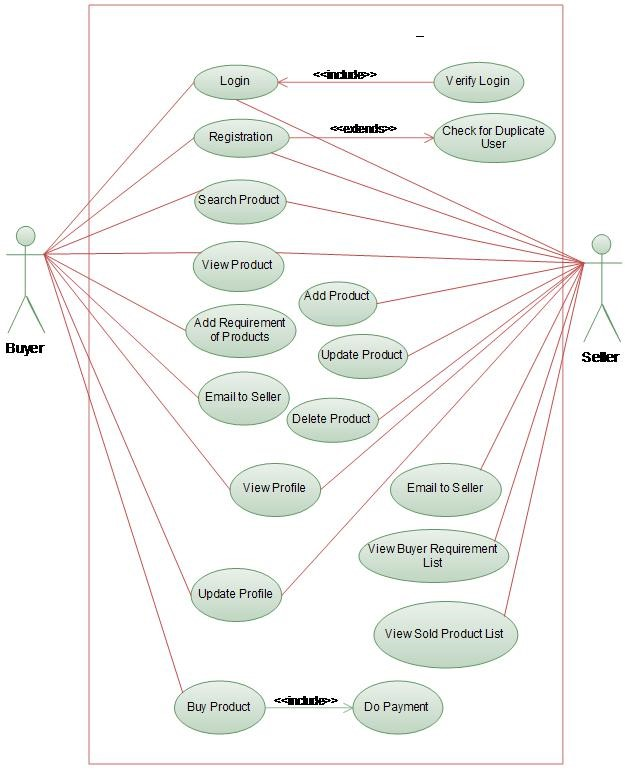 Login
<<include>>
Verify Login
Registration
<<extends>>
Check for Duplicate
User
Search Product
View Product
Add Product
Add Requirement
of Products
Update Product
Buyer
Seller
Email to Seller
Delete Product
View Profile
Email to Seller
View Buyer Requirement
List
Update Profile
View Sold Product List
Buy Product
<<include>>
Do Payment